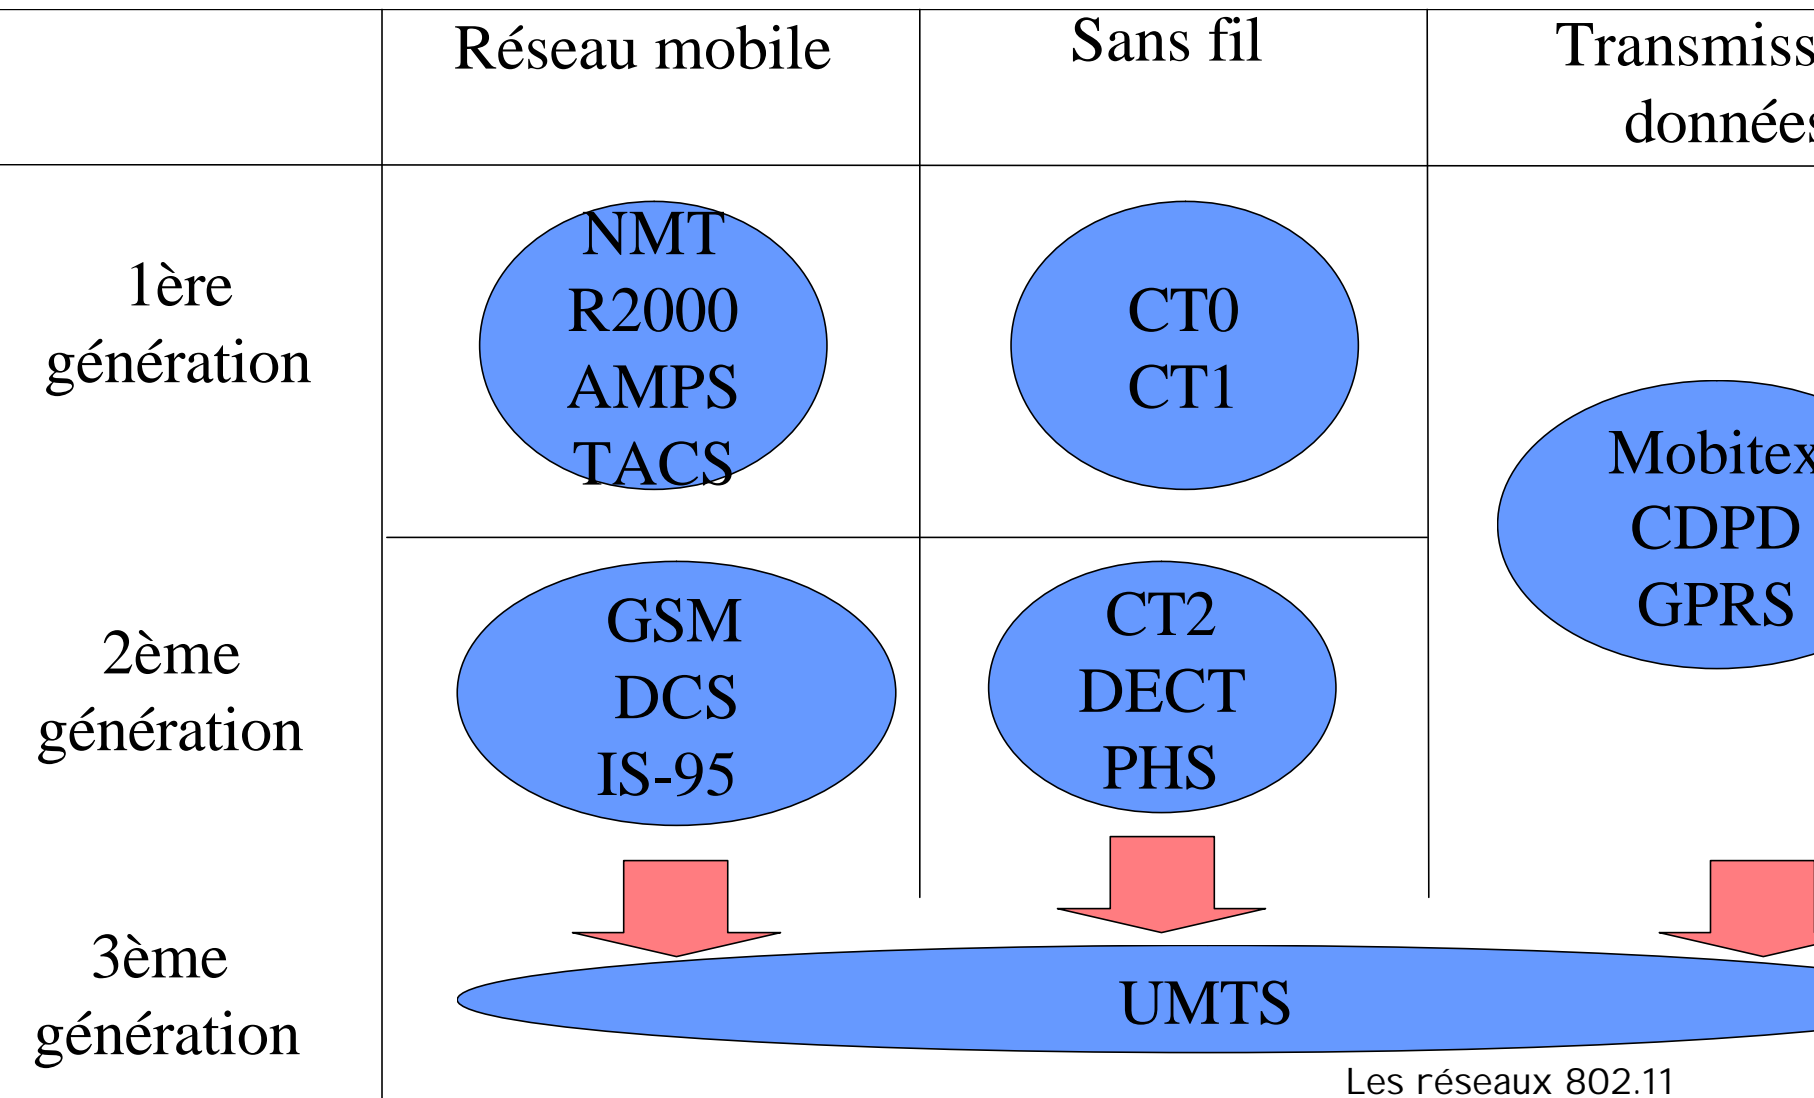 Réseau mobile
Sans fil
Transmiss
données
1ère
génération
NMT
R2000
AMPS
TACS
CT0
CT1
Mobitex
CDPD
GPRS
2ème
génération
GSM
DCS
IS-95
CT2
DECT
PHS
3ème
génération
UMTS
Les réseaux 802.11